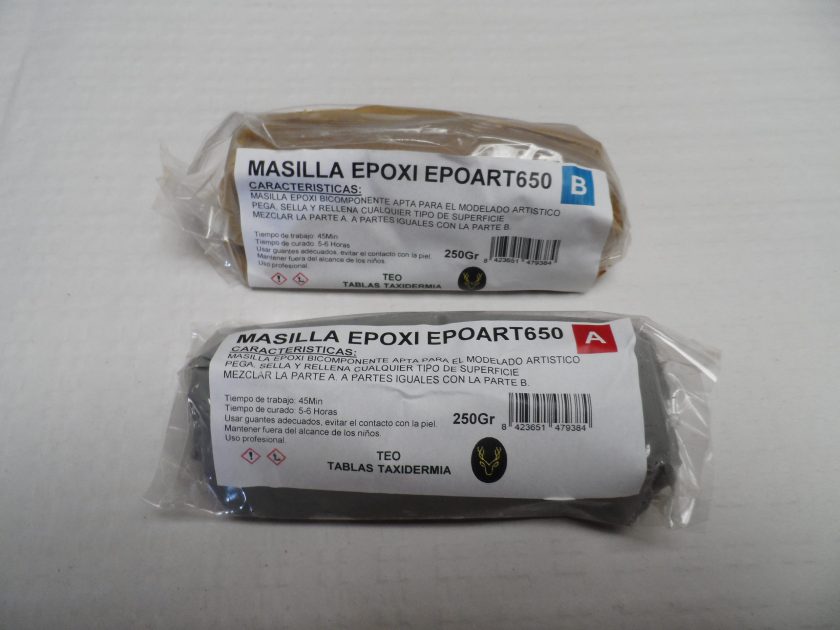 MASILLA EPOXI EPOART650 B
CARACTERISTICAS:
MASILLA EPOXI BICOMPONENTE APTA PARA EL MODELADO ARTISTICO
PEGA, SELLA Y RELLENA CUALQUIER TIPO DE SUPERFICIE
MEZCLAR LA PARTE A. A PARTES IGUALES CON LA PARTE B.
Tiempo de trabajo: 45Min
Tiempo de curado: 5-6 Horas
Usar guantes adecuados, evitar el contacto con la piel.
Mantener fuera del alcance de los niños.
Uso profesional.
250Gr
8 423651 479384
TEO
TABLAS TAXIDERMIA
MASILLA EPOXI EPOART650 A
CARACTERISTICAS:
MASILLA EPOXI BICOMPONENTE APTA PARA EL MODELADO ARTISTICO
PEGA, SELLA Y RELLENA CUALQUIER TIPO DE SUPERFICIE
MEZCLAR LA PARTE A. A PARTES IGUALES CON LA PARTE B.
Tiempo de trabajo: 45Min
Tiempo de curado: 5-6 Horas
Usar guantes adecuados, evitar el contacto con la piel.
Mantener fuera del alcance de los niños.
Uso profesional.
250Gr
8 423651 479384
TEO
TABLAS TAXIDERMIA